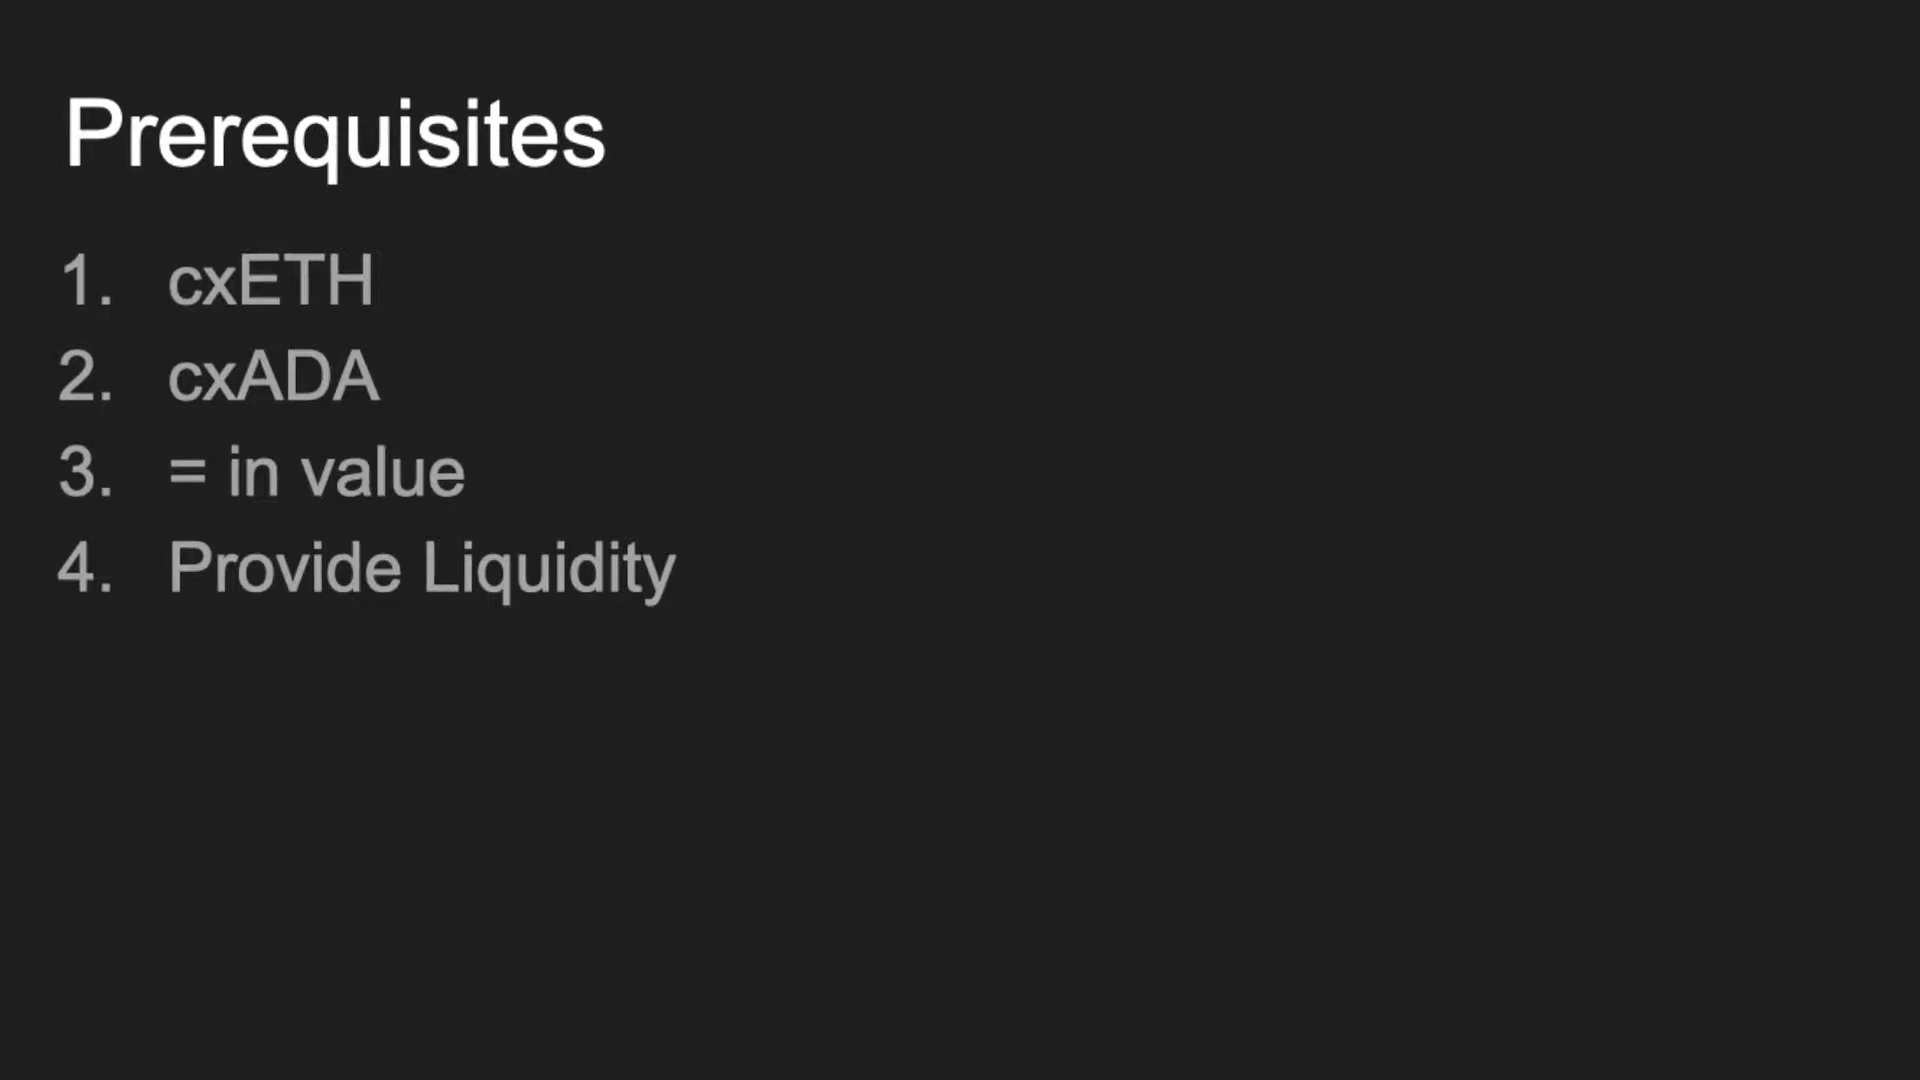 Prerequisites
1. cxETH
2. cxADA
3. = in value
4. Provide Liquidity